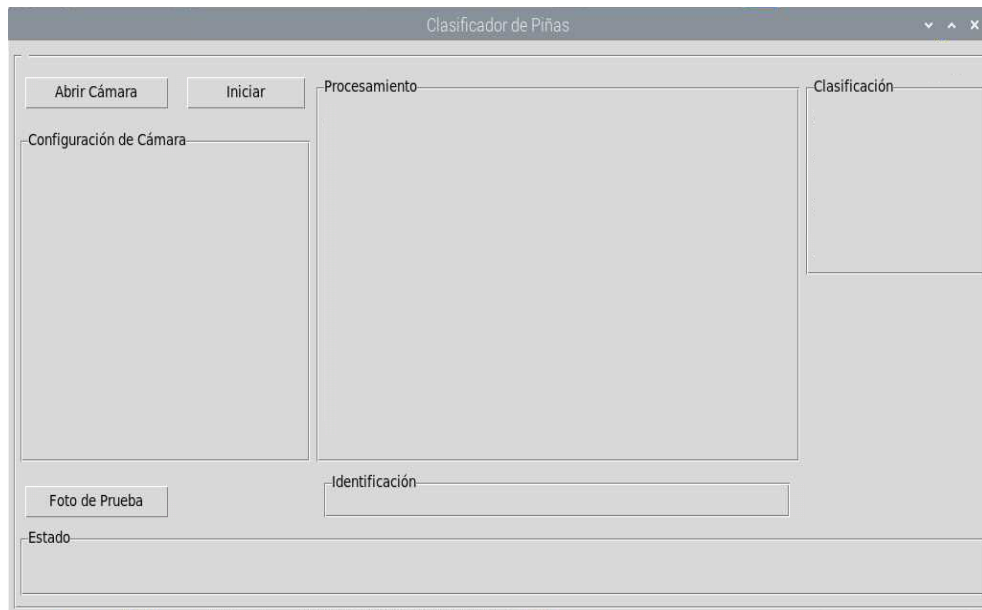 Clasificador de Piñas
Abrir Cámara
Iniciar
Procesamiento
Clasificación
Configuración de Cámara
Identificación
Foto de Prueba
Estado